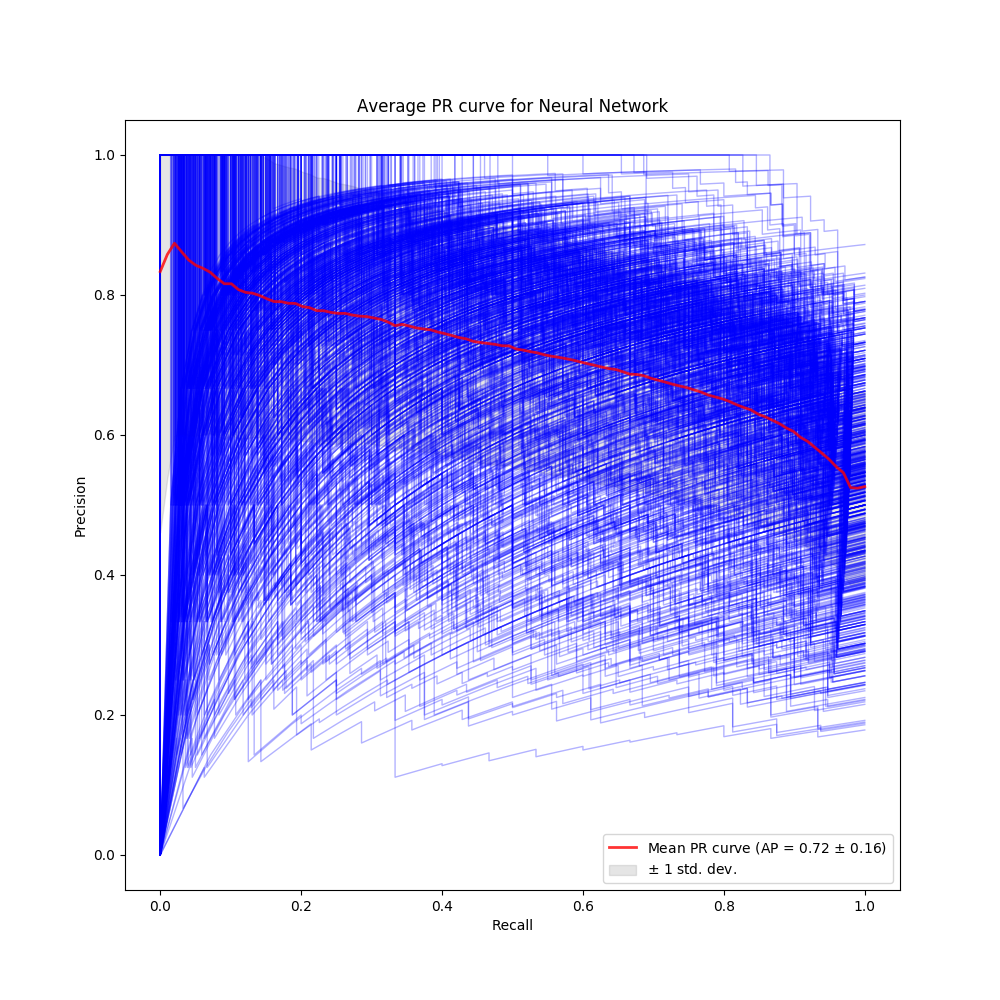 Average PR curve for Neural Network
1.0
0.8
0.6
0.4
0.2
0.0
Precision
Mean PR curve (AP = 0.72 ± 0.16)
± 1 std. dev.
0.0 0.2 0.4 0.6 0.8 1.0
Recall